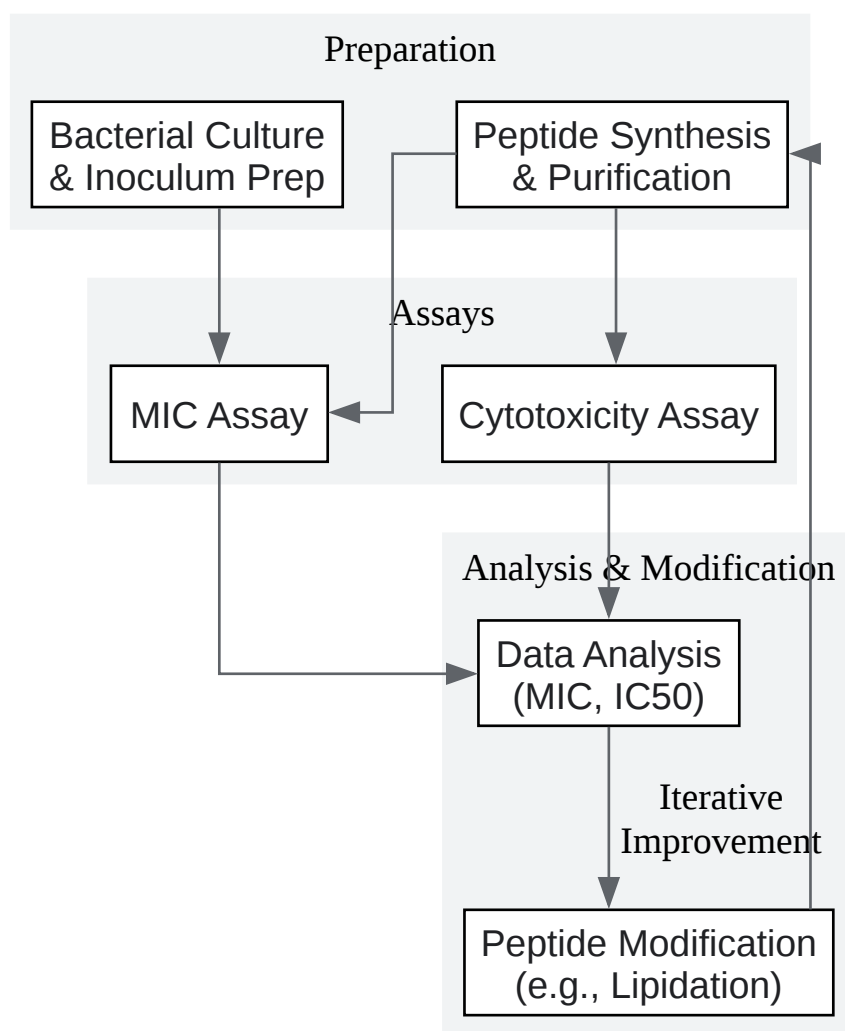 Preparation
Bacterial Culture
& Inoculum Prep
Peptide Synthesis
& Purification
Assays
MIC Assay
Cytotoxicity Assay
Analysis & Modification
Data Analysis
(MIC, IC50)
Iterative
Improvement
Peptide Modification
(e.g., Lipidation)